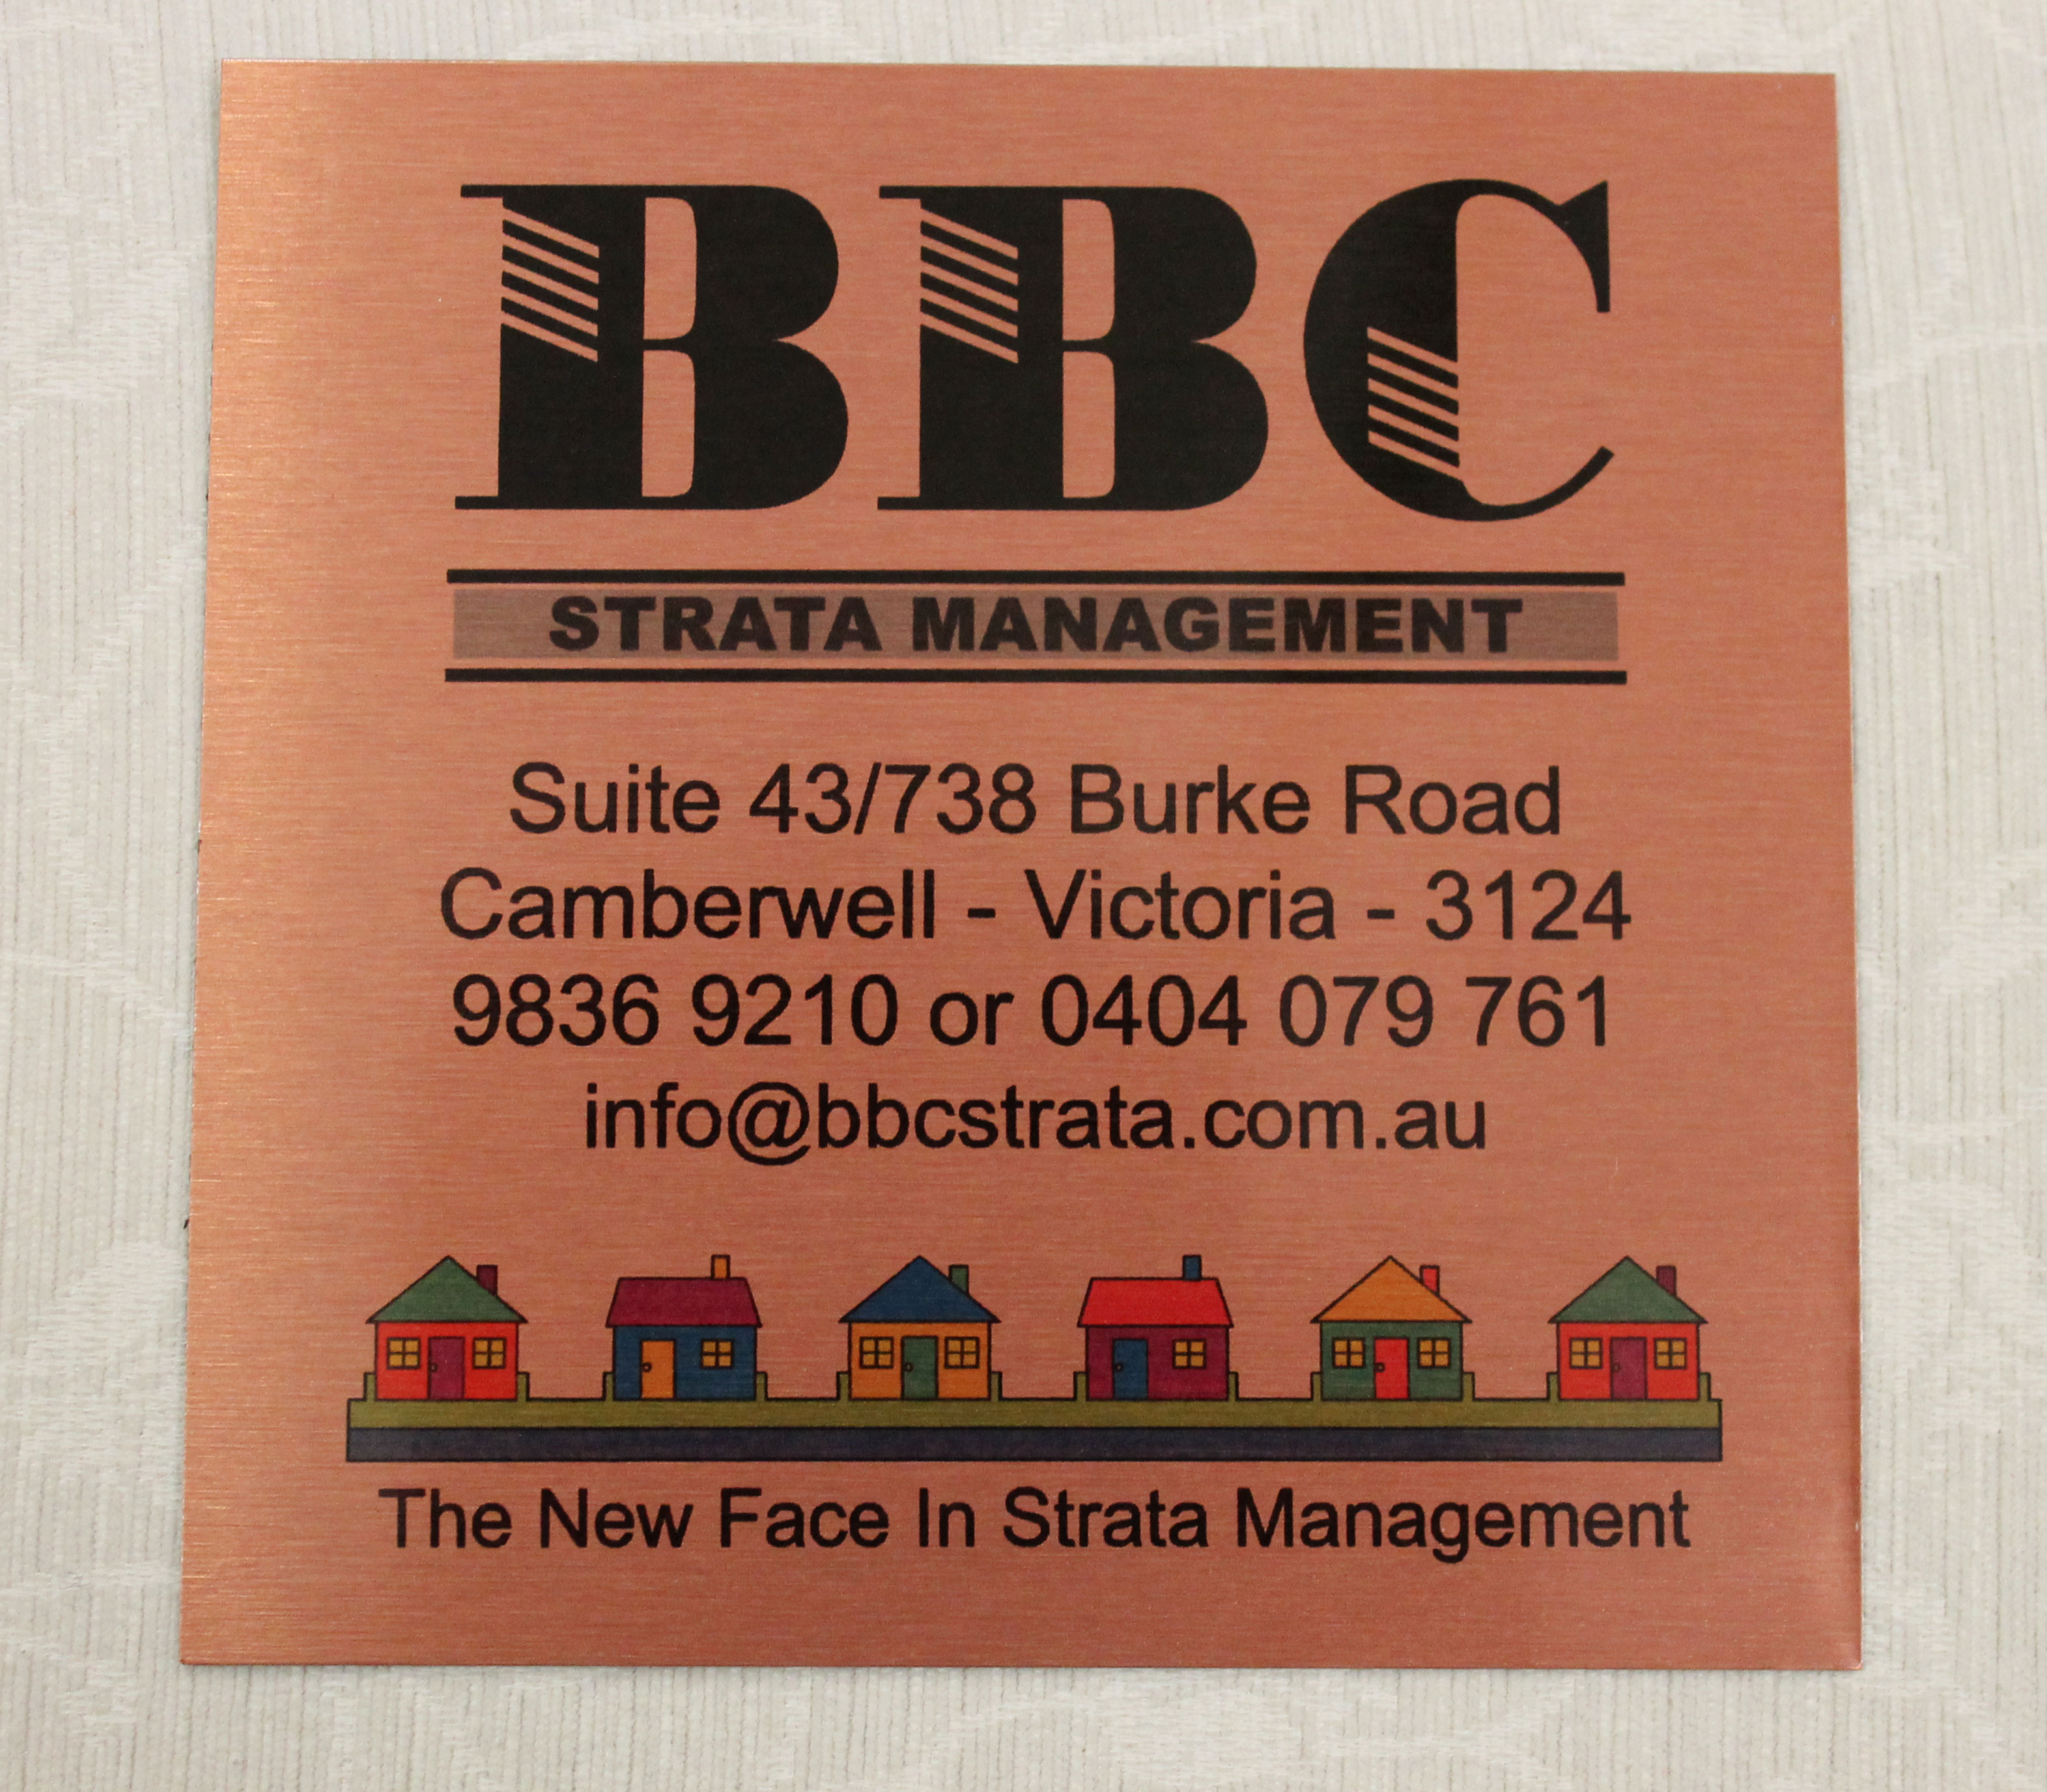 BBC
STRATA MANAGEMENT
Suite 43/738 Burke Road
Camberwell - Victoria - 3124
9836 9210 or 0404 079 761
info@bbcstrata.com.au
The New Face In Strata Management